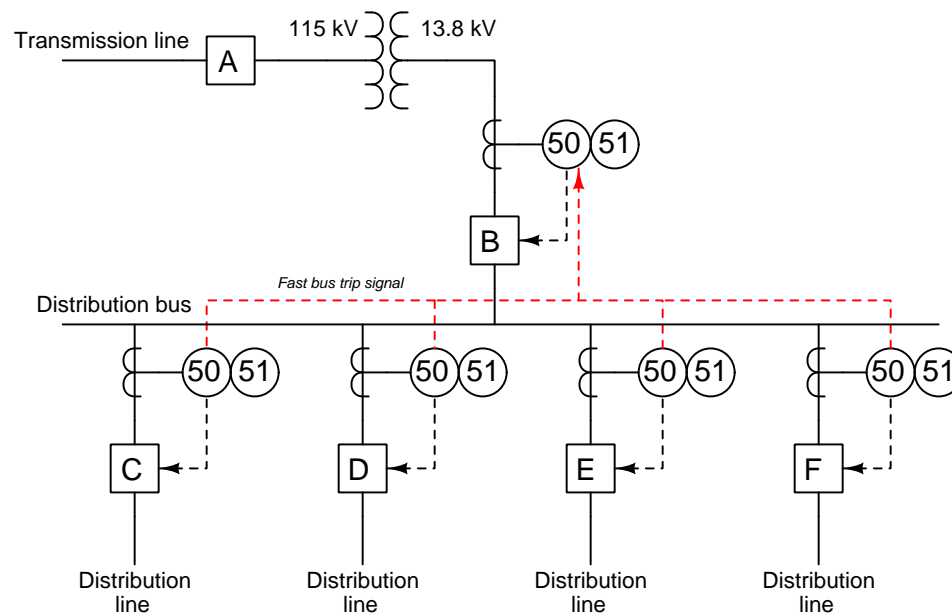 115 kV
13.8 kV
Transmission line
A
50
51
B
Fast bus trip signal
Distribution bus
50
51
50
51
50
51
50
51
C
D
E
F
Distribution
line
Distribution
line
Distribution
line
Distribution
line